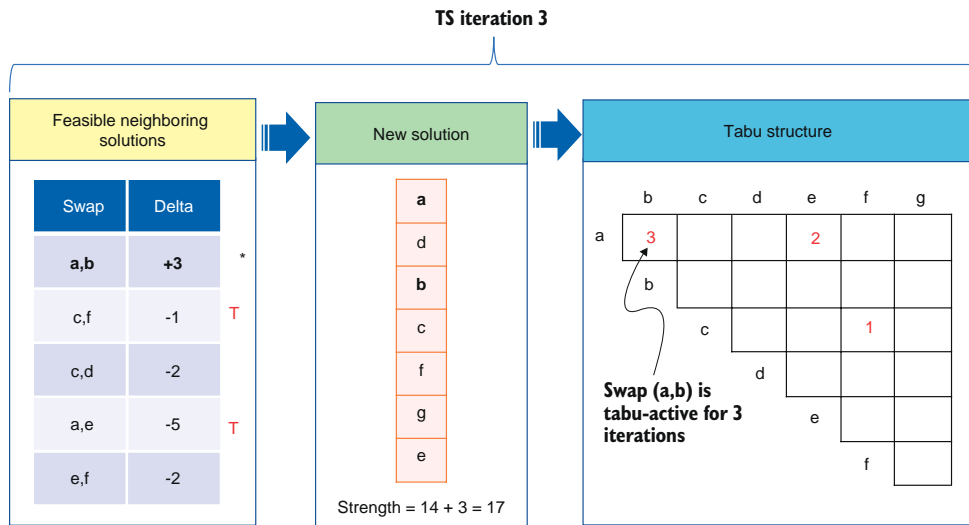 TS iteration 3
Feasible neighboring
solutions
New solution
Tabu structure
Swap Delta
a,b +3 *
c,f -1 T
c,d -2
a,e -5 T
e,f -2
a
d
b
c
f
g
e
Strength = 14 + 3 = 17
b c d e f g
a 3 2
b
c 1
d
e
f
Swap (a,b) is
tabu-active for 3
iterations